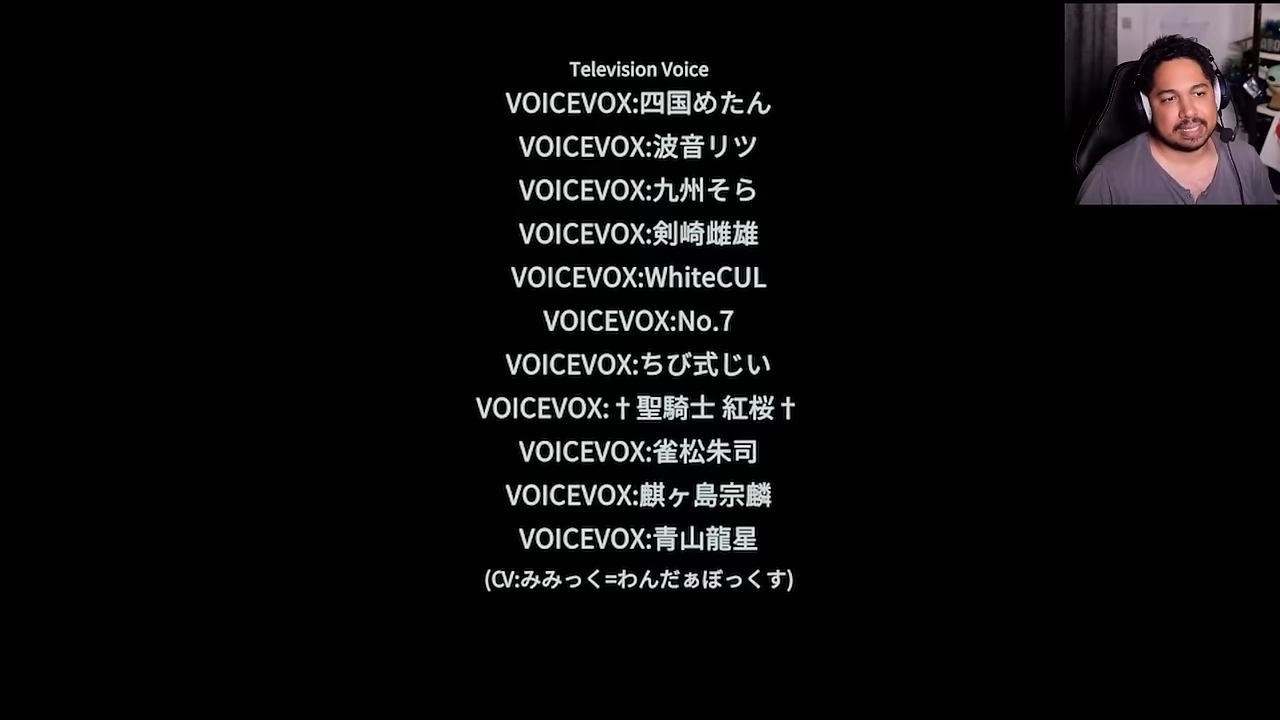 Television Voice
VOICEVOX:四国めたん
VOICEVOX:波音リツ
VOICEVOX:九州そら
VOICEVOX:剣崎雌雄
VOICEVOX:WhiteCUL
VOICEVOX:No.7
VOICEVOX:ちび式じい
VOICEVOX:†聖騎士 紅桜†
VOICEVOX:雀松朱司
VOICEVOX:麒ヶ島宗麟
VOICEVOX:青山龍星
(CV:みみっく=わんだぁぼっくす)